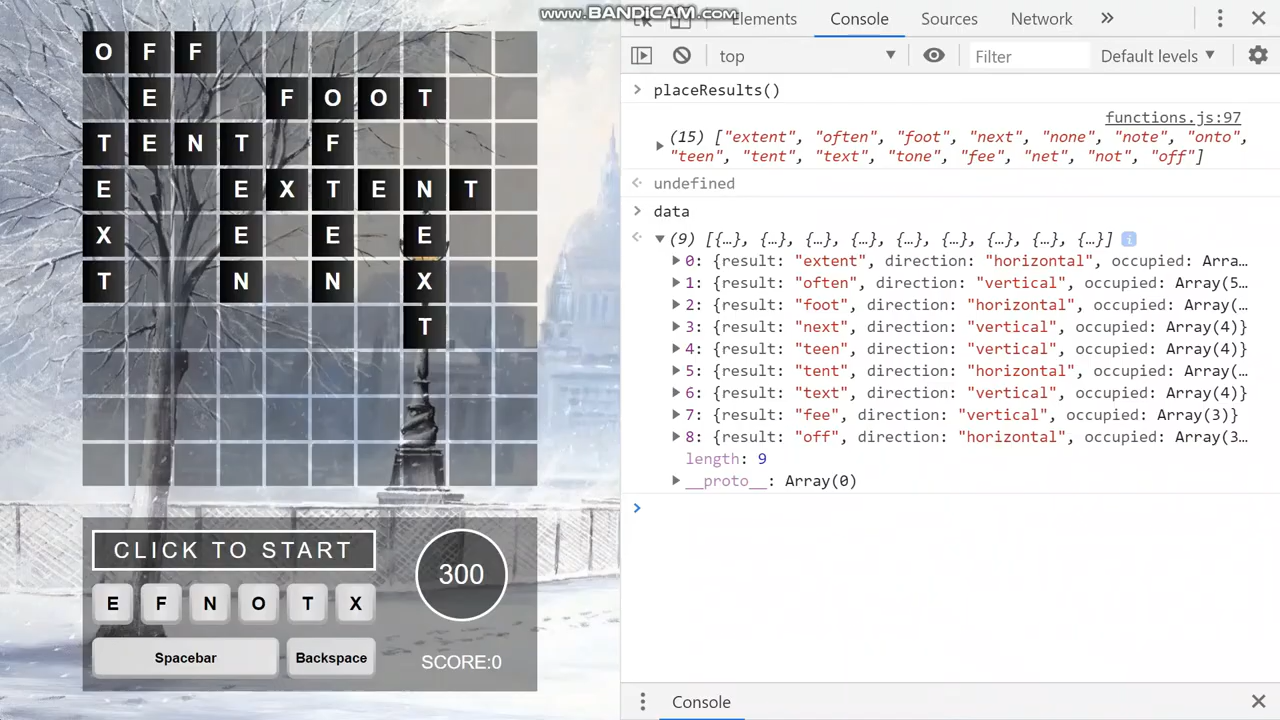 www.BANDICAM.com
O F F
E F O O T
T E N T F
T E E X T E N T
X E E E
T N N X
T
CLICK TO START
300
E F N O T X
Spacebar Backspace
SCORE:0
Elements Console Sources Network
top Filter Default levels
placeResults()
functions.js:97
(15) ["extent", "often", "foot", "next", "none", "note", "onto",
"teen", "tent", "text", "tone", "fee", "net", "not", "off"]
undefined
data
(9) [{…}, {…}, {…}, {…}, {…}, {…}, {…}, {…}, {…}] i
0: {result: "extent", direction: "horizontal", occupied: Arra…
1: {result: "often", direction: "vertical", occupied: Array(5…
2: {result: "foot", direction: "horizontal", occupied: Array(…
3: {result: "next", direction: "vertical", occupied: Array(4)}
4: {result: "teen", direction: "vertical", occupied: Array(4)}
5: {result: "tent", direction: "horizontal", occupied: Array(…
6: {result: "text", direction: "vertical", occupied: Array(4)}
7: {result: "fee", direction: "vertical", occupied: Array(3)}
8: {result: "off", direction: "horizontal", occupied: Array(3…
length: 9
__proto__: Array(0)
Console